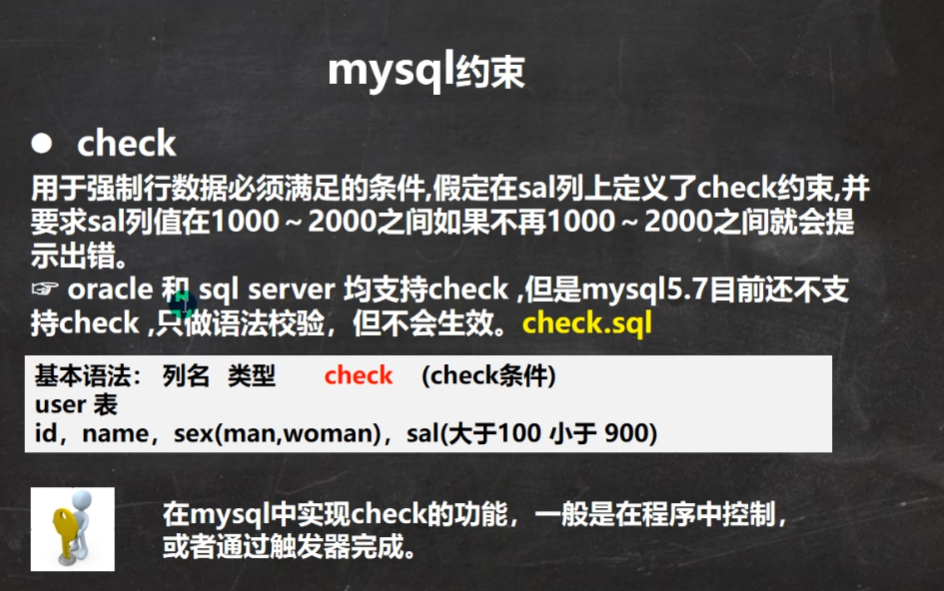 mysql约束
● check
用于强制行数据必须满足的条件,假定在sal列上定义了check约束,并
要求sal列值在1000～2000之间如果不再1000～2000之间就会提
示出错。
☞ oracle 和 sql server 均支持check ,但是mysql5.7目前还不支
持check ,只做语法校验，但不会生效。check.sql
基本语法： 列名 类型 check (check条件)
user 表
id，name，sex(man,woman)，sal(大于100 小于 900)
在mysql中实现check的功能，一般是在程序中控制，
或者通过触发器完成。